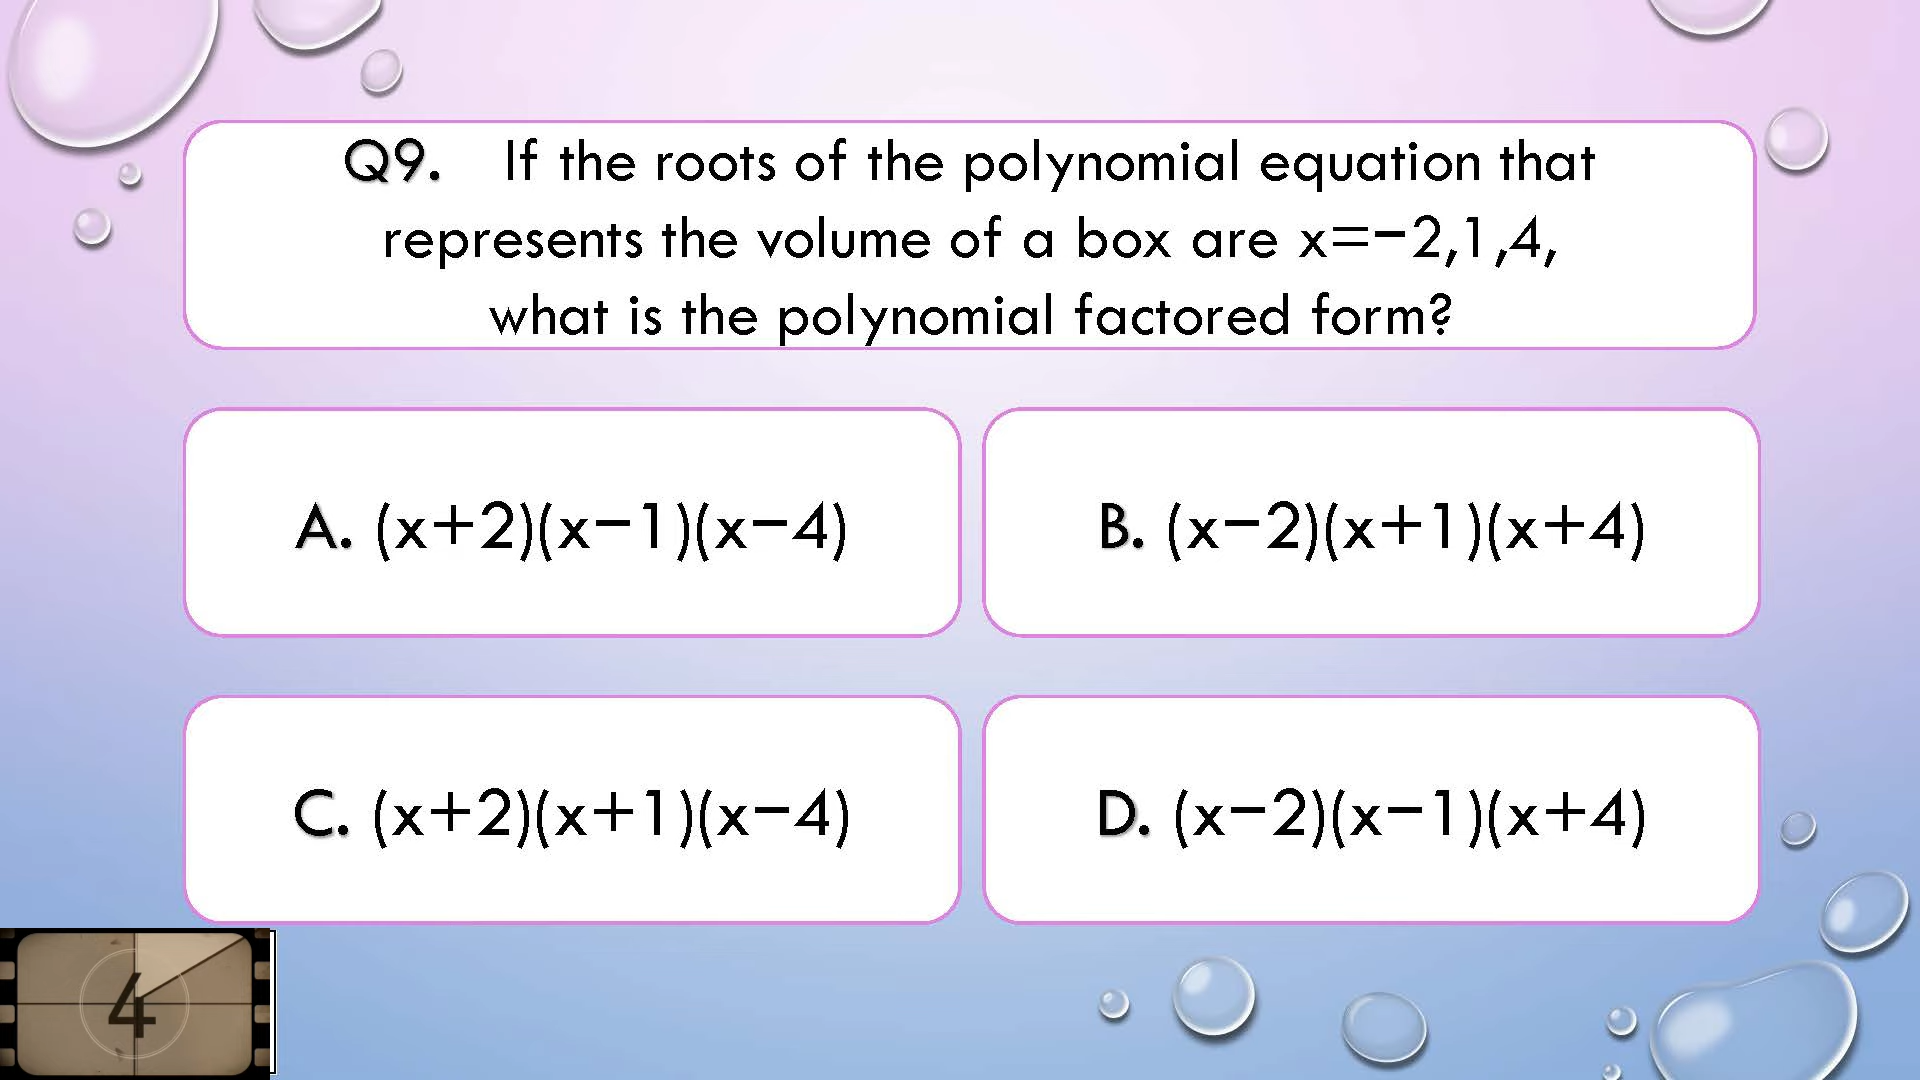 Q9. If the roots of the polynomial equation that
represents the volume of a box are x=−2,1,4,
what is the polynomial factored form?
A. (x+2)(x−1)(x−4)
B. (x−2)(x+1)(x+4)
C. (x+2)(x+1)(x−4)
D. (x−2)(x−1)(x+4)
4